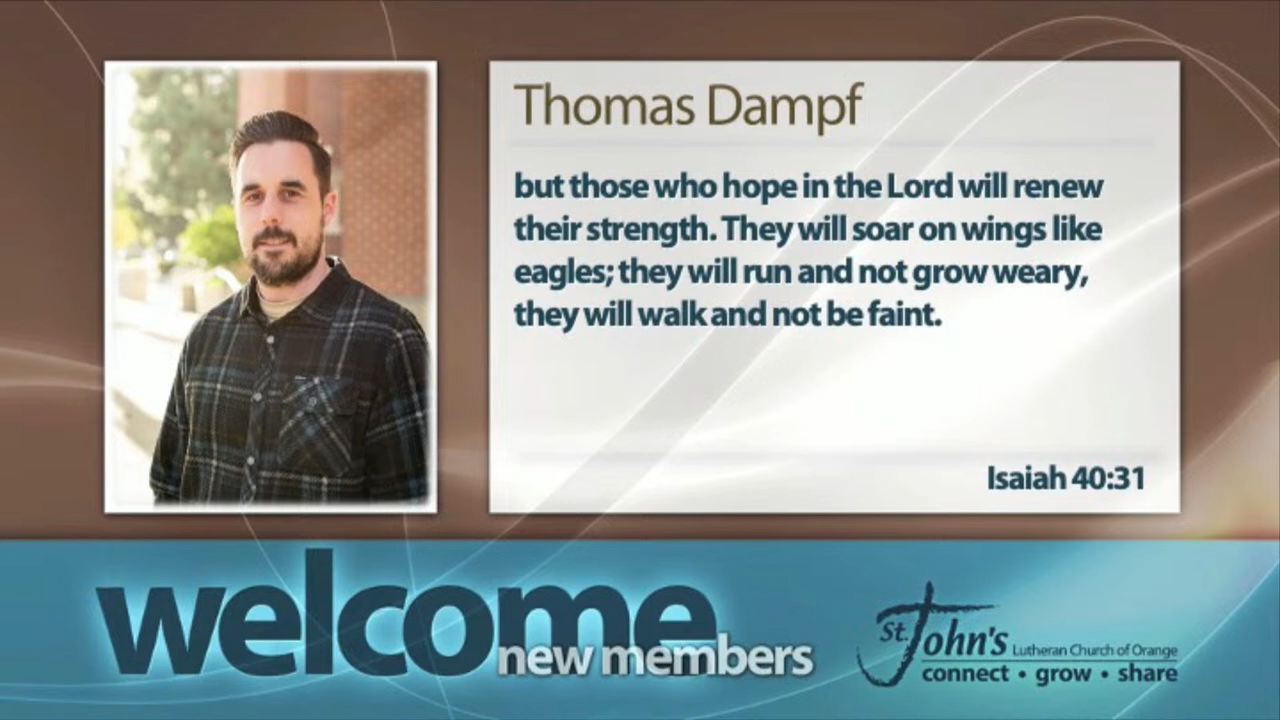 Thomas Dampf
but those who hope in the Lord will renew
their strength. They will soar on wings like
eagles; they will run and not grow weary,
they will walk and not be faint.
Isaiah 40:31
welcome
new members
St. John's Lutheran Church of Orange
connect • grow • share